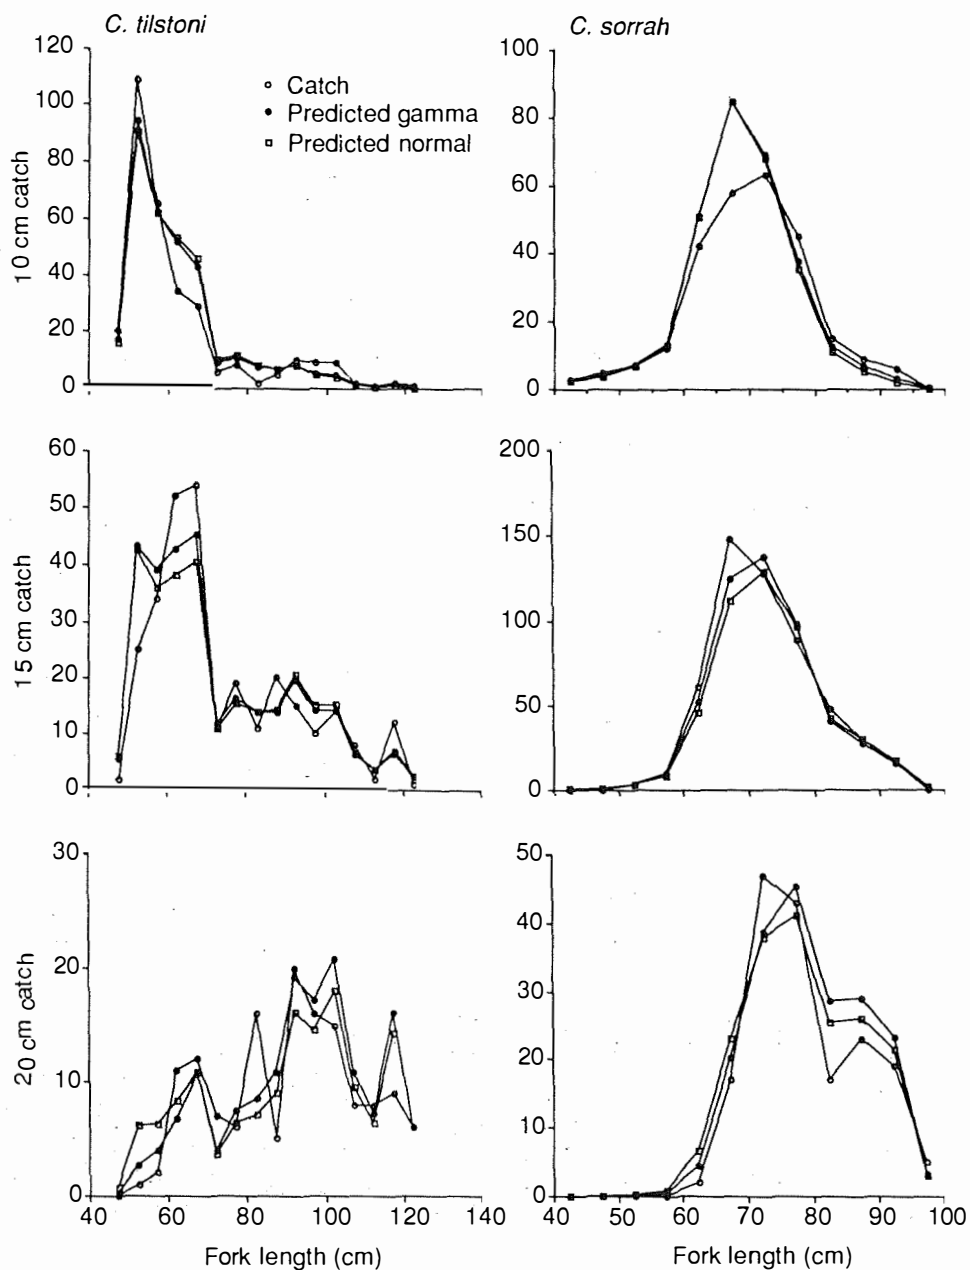 C. tilstoni
C. sorrah
120
100
80
60
40
20
0
10 cm catch
Catch
Predicted gamma
Predicted normal
100
80
60
40
20
0
60
50
40
30
20
10
0
15 cm catch
200
150
100
50
0
30
20
10
0
20 cm catch
40 60 80 100 120 140
Fork length (cm)
50
40
30
20
10
0
40 50 60 70 80 90 100
Fork length (cm)